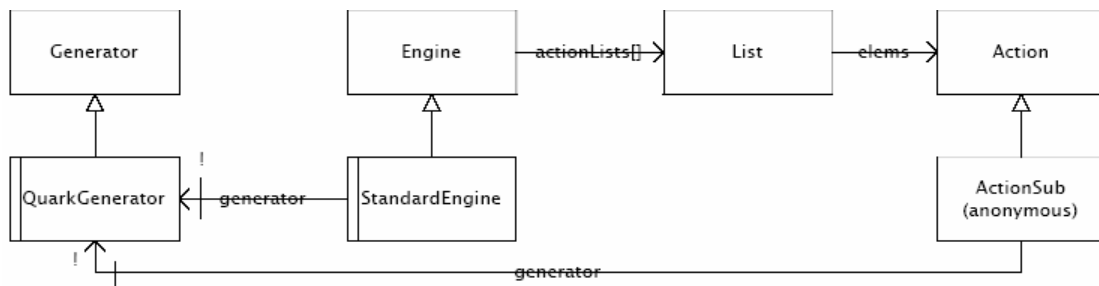 Generator
Engine
actionLists[]
List
elems
Action
!
QuarkGenerator
generator
StandardEngine
ActionSub
(anonymous)
!
generator